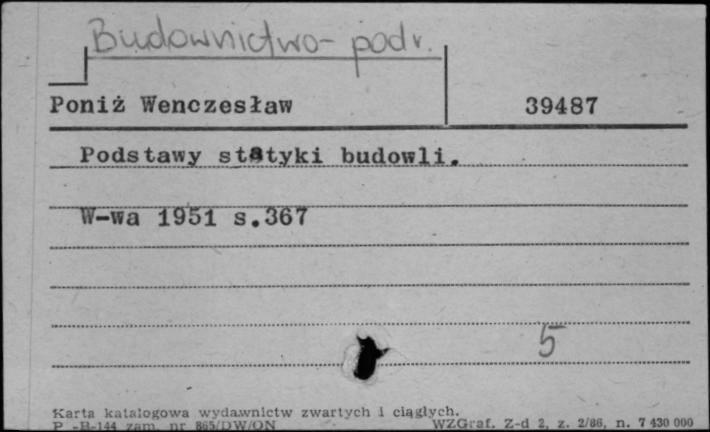 Budownictwo- podr.
Poniż Wenczesław 39487
Podstawy statyki budowli.
W-wa 1951 s.367
5
Karta katalogowa wydawnictw zwartych i ciągłych.
P -B-144 zam. nr 865/DW/ON WZGraf. Z-d 2, z. 2/86, n. 7 430 000